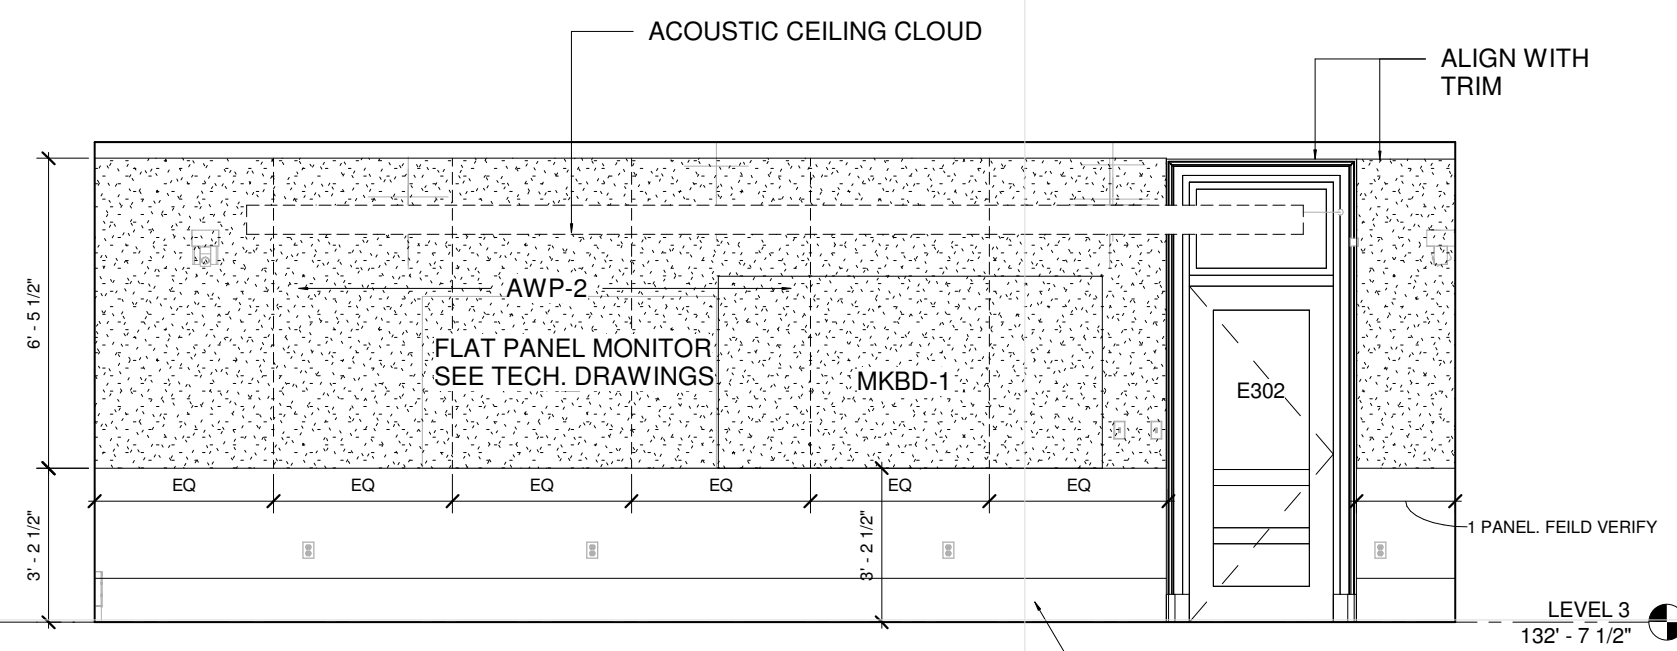 ACOUSTIC CEILING CLOUD
ALIGN WITH
TRIM
6' - 5 1/2"
AWP-2
FLAT PANEL MONITOR
SEE TECH. DRAWINGS
MKBD-1
E302
EQ EQ EQ EQ EQ EQ
3' - 2 1/2"
3' - 2 1/2"
1 PANEL. FEILD VERIFY
LEVEL 3
132' - 7 1/2"